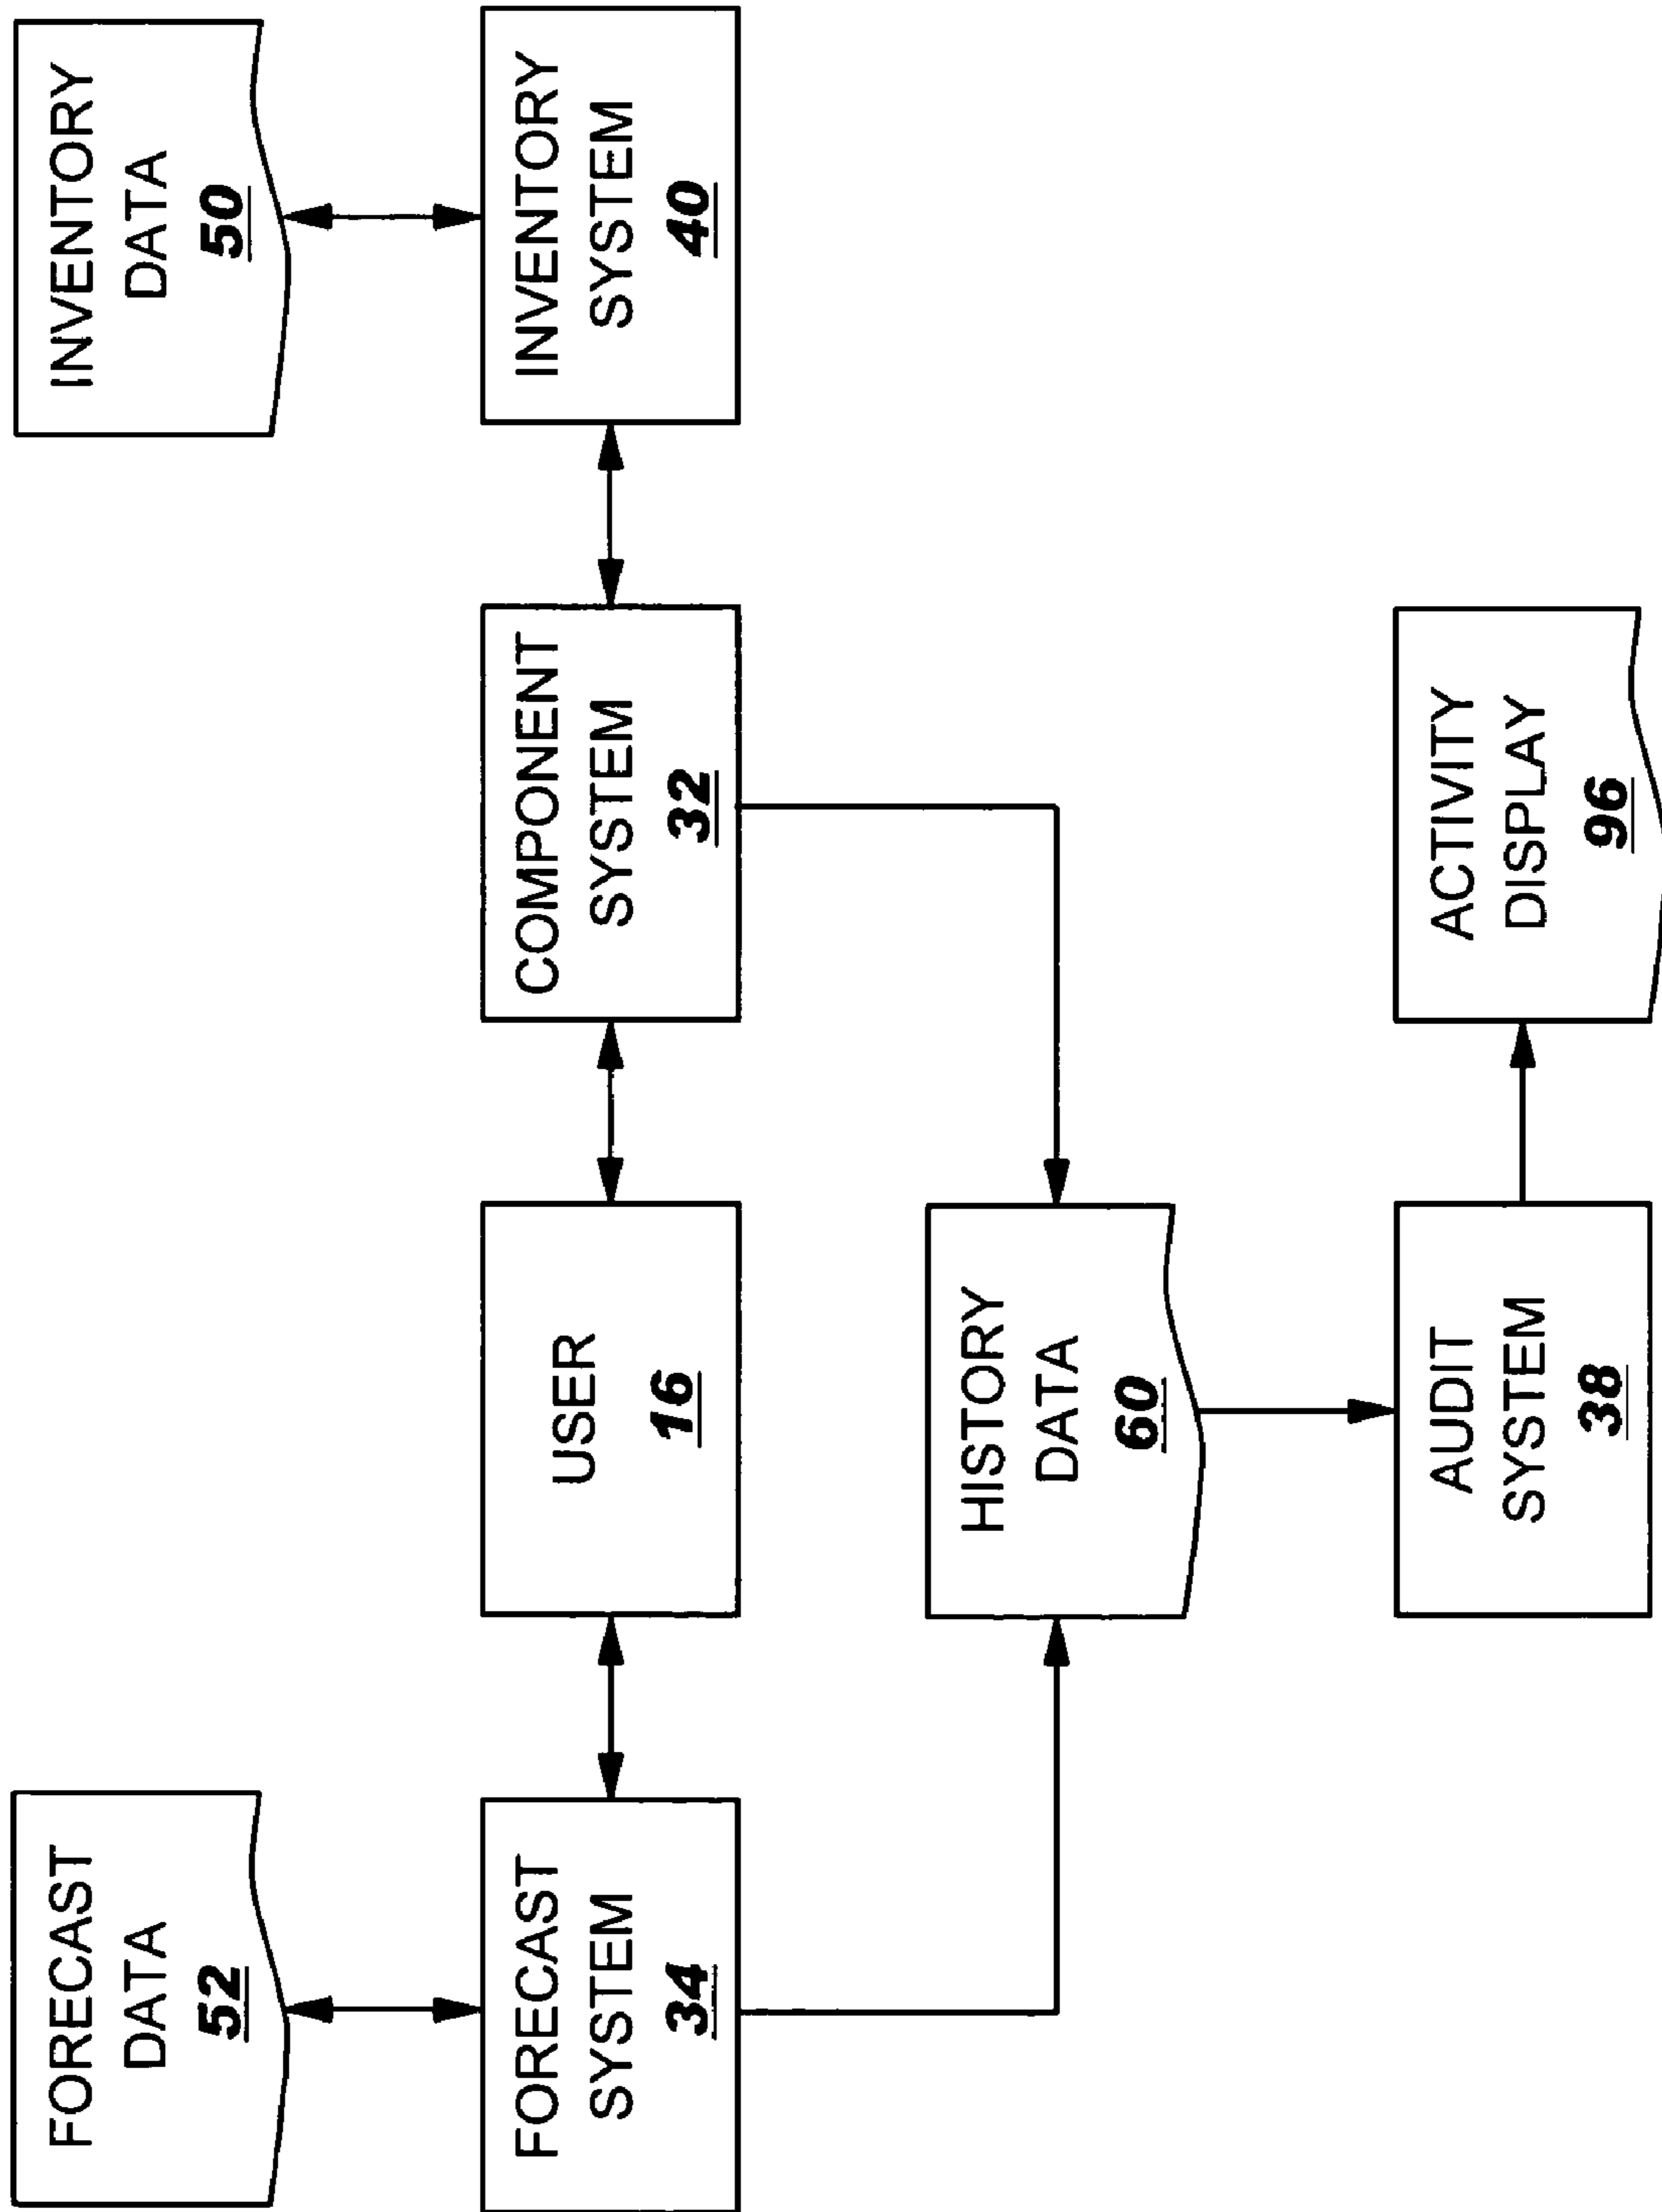 FORECAST
DATA
52
INVENTORY
DATA
50
FORECAST
SYSTEM
34
USER
16
COMPONENT
SYSTEM
32
INVENTORY
SYSTEM
40
HISTORY
DATA
60
AUDIT
SYSTEM
38
ACTIVITY
DISPLAY
96